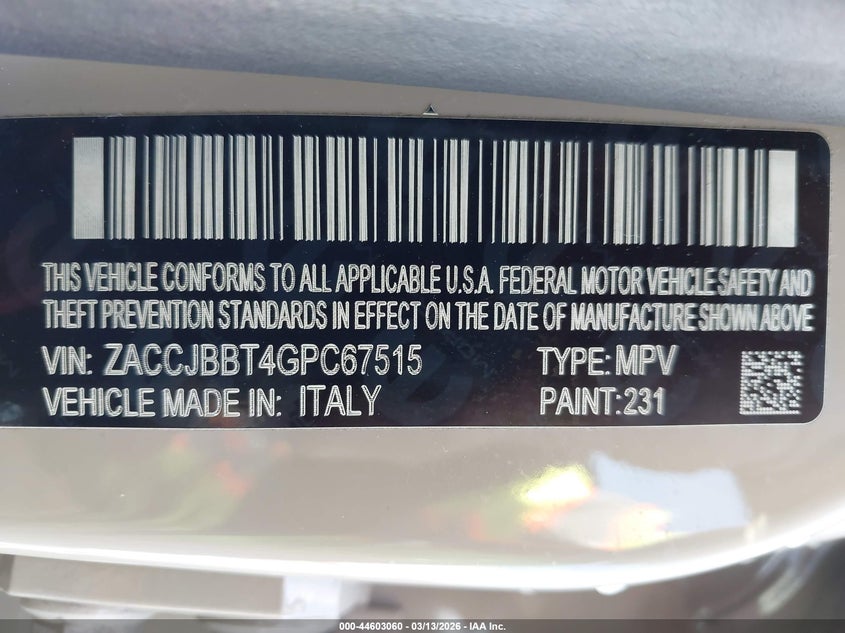 THIS VEHICLE CONFORMS TO ALL APPLICABLE U.S.A. FEDERAL MOTOR VEHICLE SAFETY AND
THEFT PREVENTION STANDARDS IN EFFECT ON THE DATE OF MANUFACTURE SHOWN ABOVE
VIN: ZACCJBBT4GPC67515 TYPE: MPV
VEHICLE MADE IN: ITALY PAINT:231
000-44603060 - 03/13/2026 - IAA Inc.